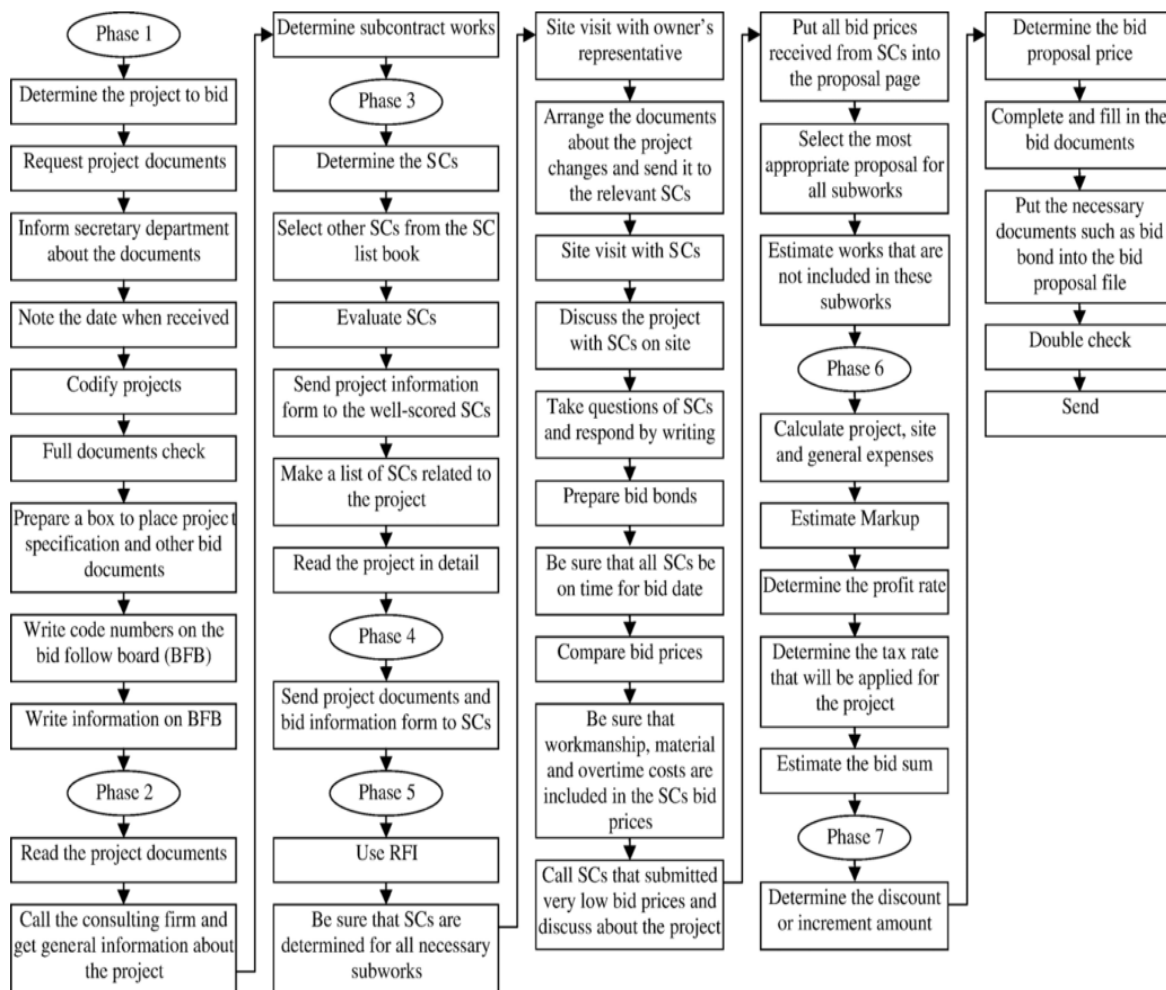 Phase 1
Determine the project to bid
Request project documents
Inform secretary department
about the documents
Note the date when received
Codify projects
Full documents check
Prepare a box to place project
specification and other bid
documents
Write code numbers on the
bid follow board (BFB)
Write information on BFB
Phase 2
Read the project documents
Call the consulting firm and
get general information about
the project
Determine subcontract works
Phase 3
Determine the SCs
Select other SCs from the SC
list book
Evaluate SCs
Send project information
form to the well-scored SCs
Make a list of SCs related to
the project
Read the project in detail
Phase 4
Send project documents and
bid information form to SCs
Phase 5
Use RFI
Be sure that SCs are
determined for all necessary
subworks
Site visit with owner's
representative
Arrange the documents
about the project
changes and send it to
the relevant SCs
Site visit with SCs
Discuss the project
with SCs on site
Take questions of SCs
and respond by writing
Prepare bid bonds
Be sure that all SCs be
on time for bid date
Compare bid prices
Be sure that
workmanship, material
and overtime costs are
included in the SCs bid
prices
Call SCs that submitted
very low bid prices and
discuss about the project
Put all bid prices
received from SCs into
the proposal page
Select the most
appropriate proposal for
all subworks
Estimate works that are
not included in these
subworks
Phase 6
Calculate project, site
and general expenses
Estimate Markup
Determine the profit rate
Determine the tax rate
that will be applied for
the project
Estimate the bid sum
Phase 7
Determine the discount
or increment amount
Determine the bid
proposal price
Complete and fill in the
bid documents
Put the necessary
documents such as bid
bond into the bid
proposal file
Double check
Send